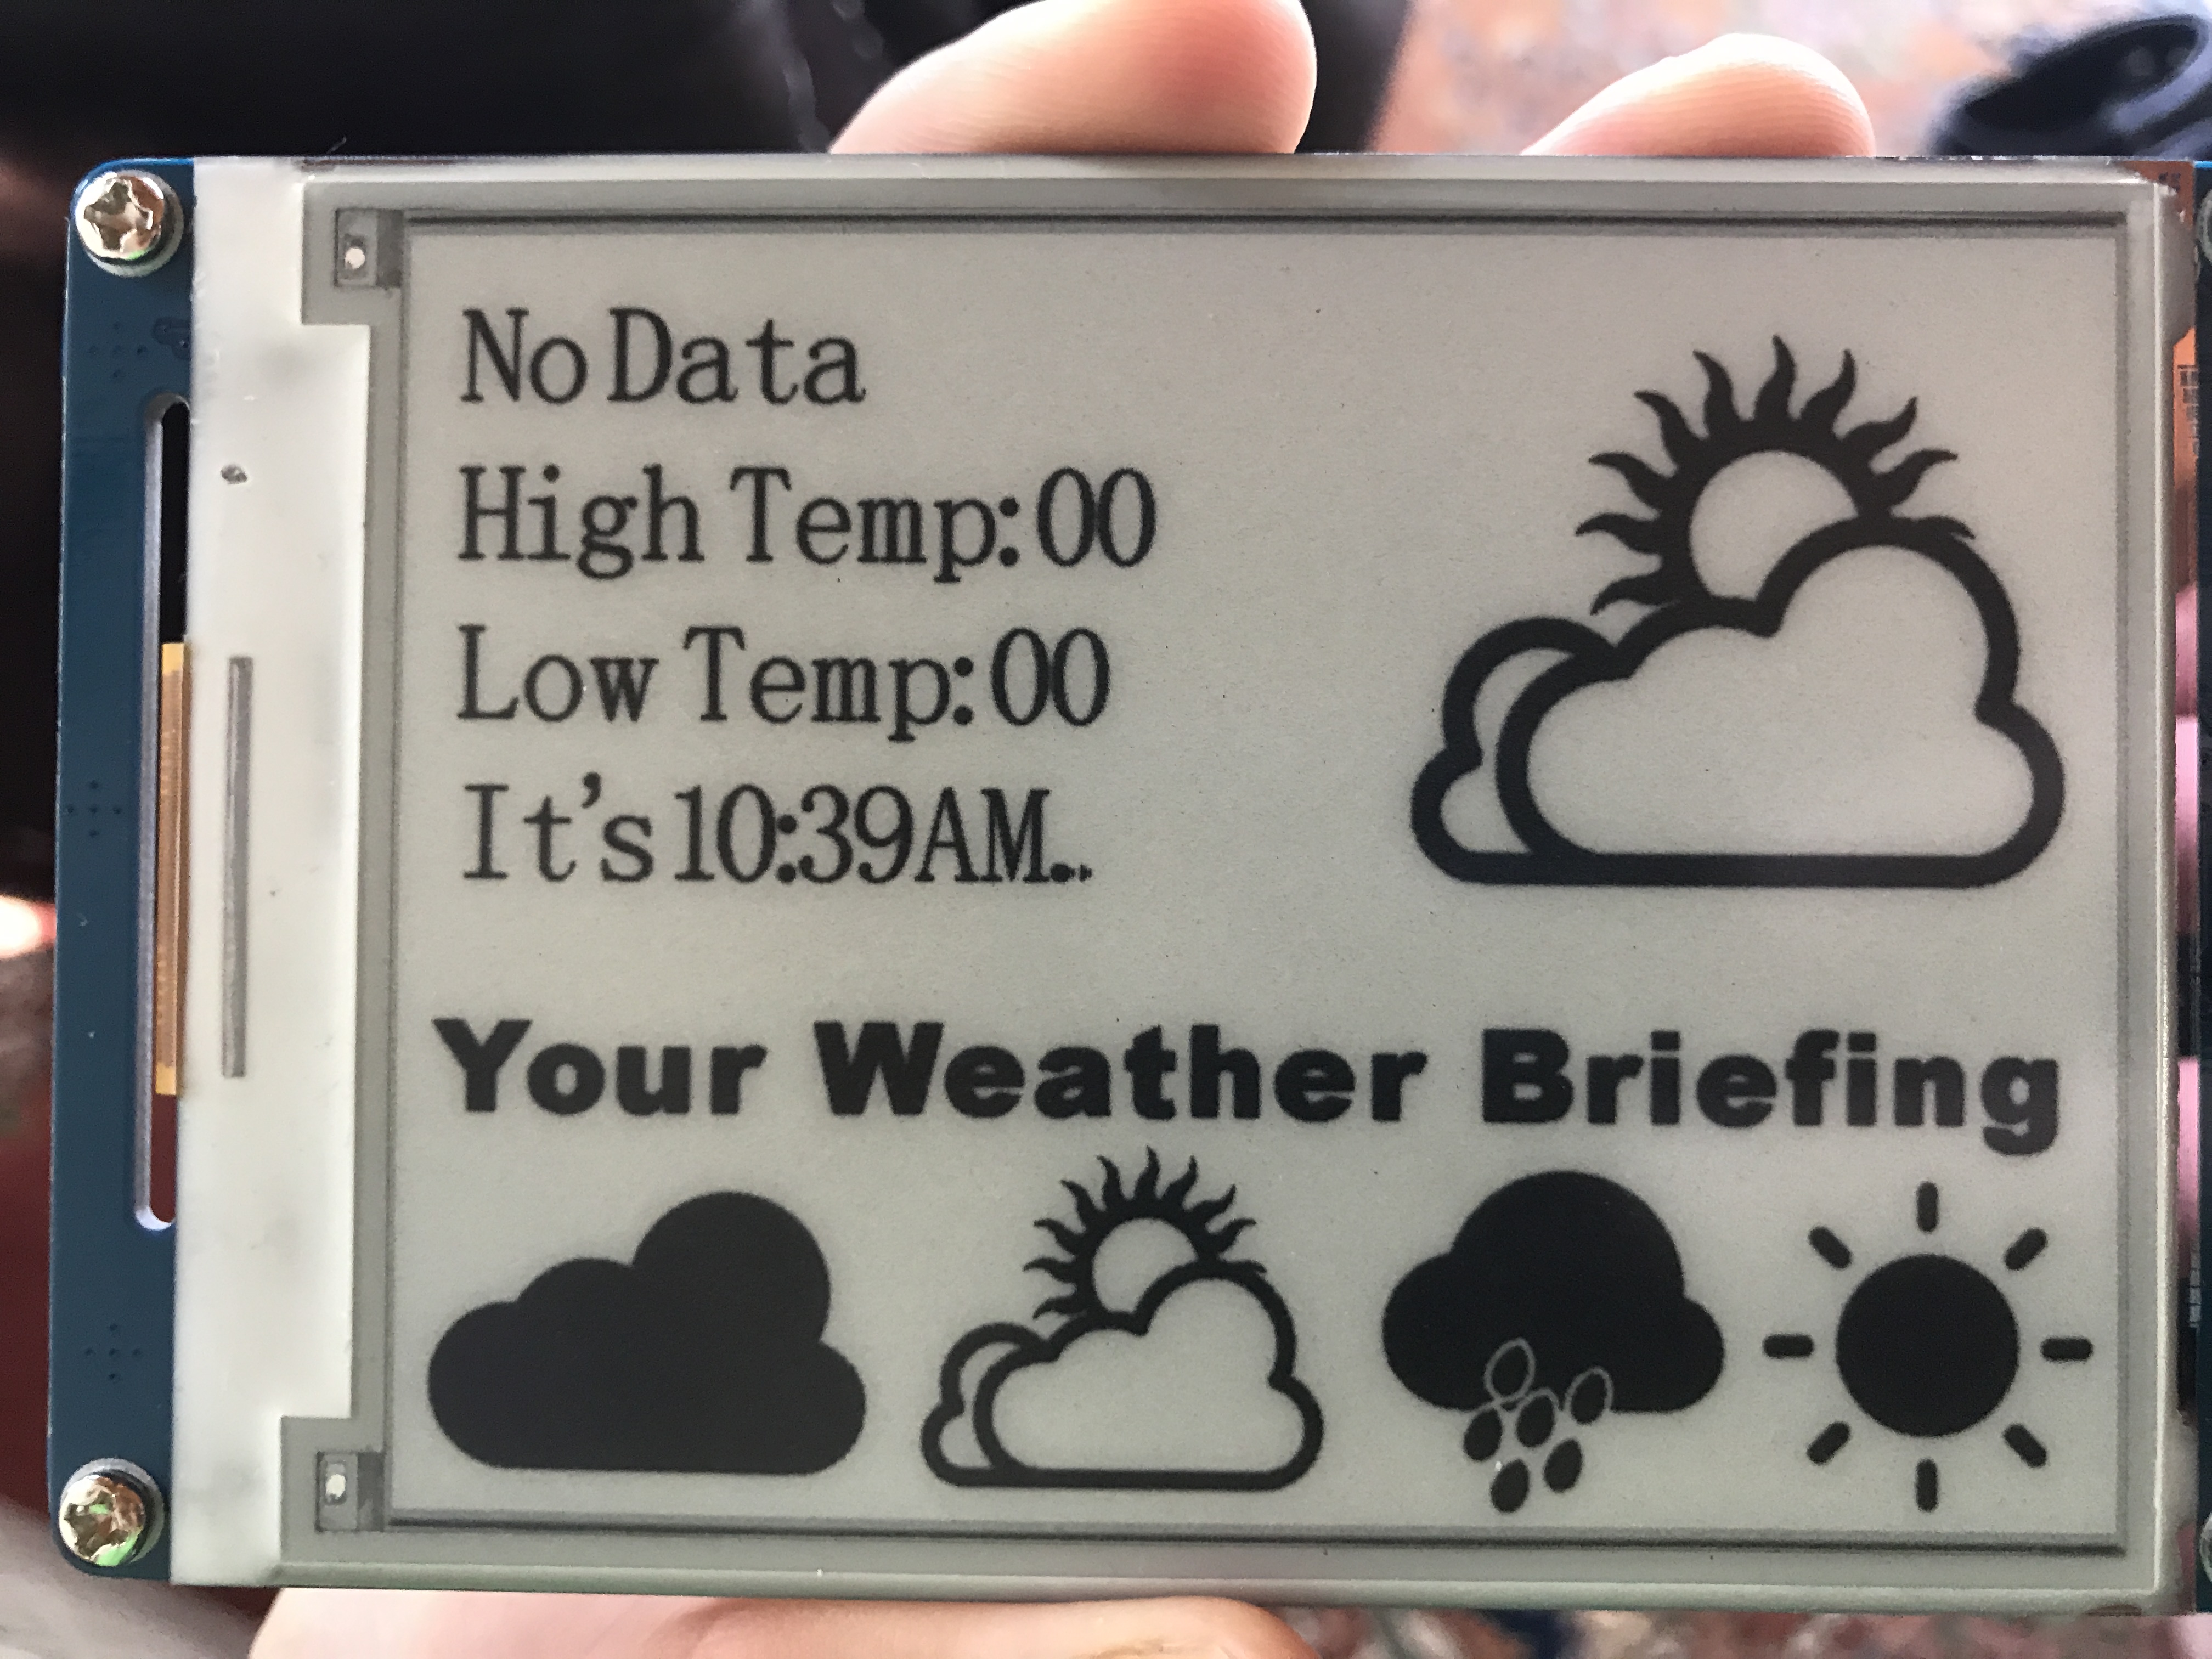 No Data
High Temp:00
Low Temp:00
It's 10:39AM..
Your Weather Briefing